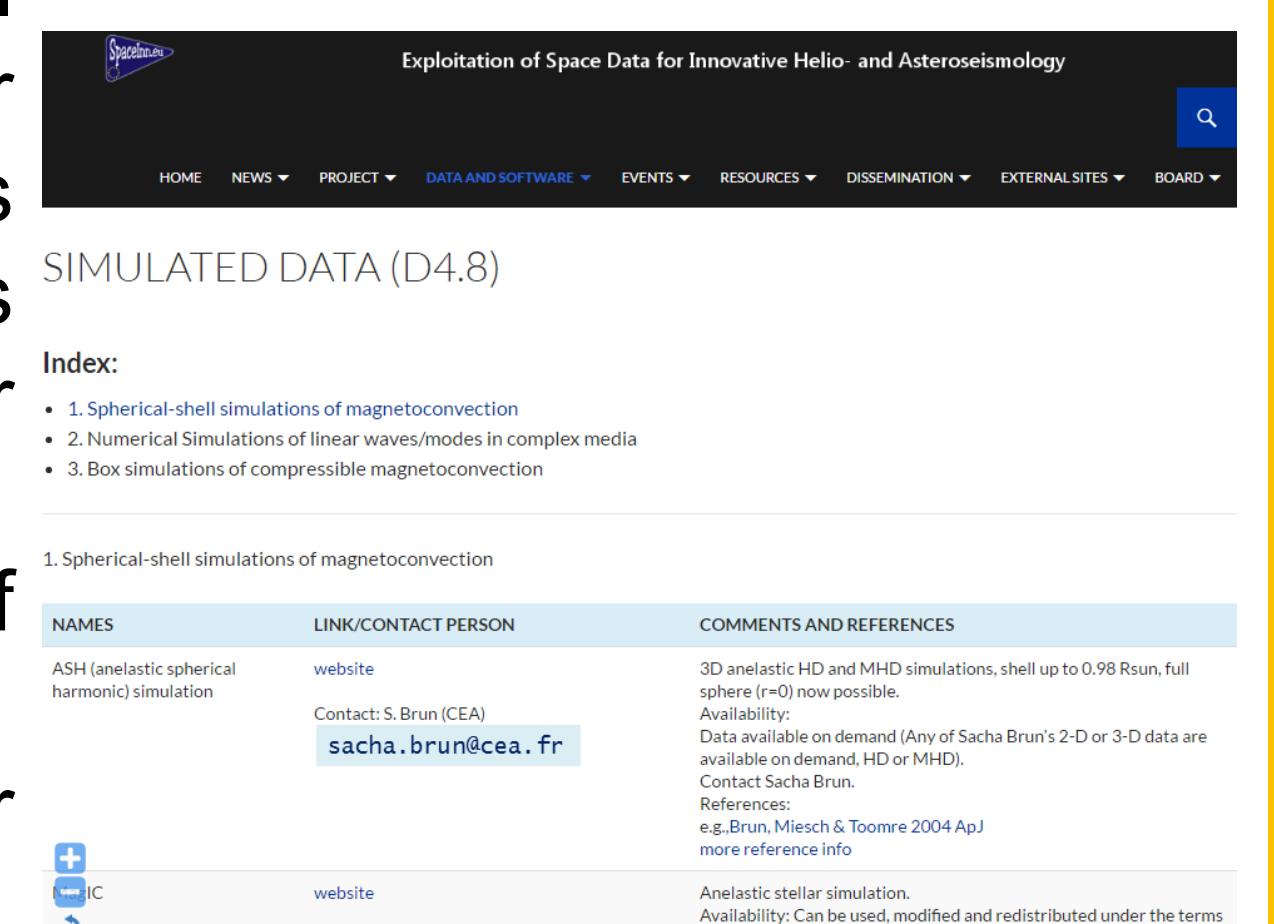 SpaceInn.eu
Exploitation of Space Data for Innovative Helio- and Asteroseismology
HOME NEWS PROJECT DATA AND SOFTWARE EVENTS RESOURCES DISSEMINATION EXTERNAL SITES BOARD
SIMULATED DATA (D4.8)
Index:
• 1. Spherical-shell simulations of magnetoconvection
• 2. Numerical Simulations of linear waves/modes in complex media
• 3. Box simulations of compressible magnetoconvection
1. Spherical-shell simulations of magnetoconvection
NAMES LINK/CONTACT PERSON COMMENTS AND REFERENCES
ASH (anelastic spherical
harmonic) simulation
website
Contact: S. Brun (CEA)
sacha.brun@cea.fr
3D anelastic HD and MHD simulations, shell up to 0.98 Rsun, full
sphere (r=0) now possible.
Availability:
Data available on demand (Any of Sacha Brun's 2-D or 3-D data are
available on demand, HD or MHD).
Contact Sacha Brun.
References:
e.g.,Brun, Miesch & Toomre 2004 ApJ
more reference info
MagIC
website
Anelastic stellar simulation.
Availability: Can be used, modified and redistributed under the terms